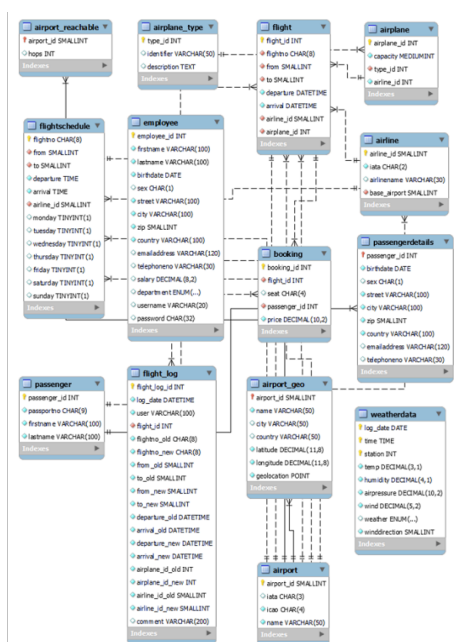 airport_reachable
airport_id SMALLINT
hops INT
Indexes
airplane_type
type_id INT
identifier VARCHAR(50)
description TEXT
Indexes
flight
flight_id INT
flightno CHAR(8)
from SMALLINT
to SMALLINT
departure DATETIME
arrival DATETIME
airline_id SMALLINT
airplane_id INT
Indexes
airplane
airplane_id INT
capacity MEDIUMINT
type_id INT
airline_id INT
Indexes
flightschedule
flightno CHAR(8)
from SMALLINT
to SMALLINT
departure TIME
arrival TIME
airline_id SMALLINT
monday TINYINT(1)
tuesday TINYINT(1)
wednesday TINYINT(1)
thursday TINYINT(1)
friday TINYINT(1)
saturday TINYINT(1)
sunday TINYINT(1)
Indexes
employee
employee_id INT
firstname VARCHAR(100)
lastname VARCHAR(100)
birthdate DATE
sex CHAR(1)
street VARCHAR(100)
city VARCHAR(100)
zip SMALLINT
country VARCHAR(100)
emailaddress VARCHAR(120)
telephoneno VARCHAR(30)
salary DECIMAL(8,2)
department ENUM(...)
username VARCHAR(20)
password CHAR(32)
Indexes
airline
airline_id SMALLINT
iata CHAR(2)
airlinename VARCHAR(30)
base_airport SMALLINT
Indexes
booking
booking_id INT
flight_id INT
seat CHAR(4)
passenger_id INT
price DECIMAL(10,2)
Indexes
passengerdetails
passenger_id INT
birthdate DATE
sex CHAR(1)
street VARCHAR(100)
city VARCHAR(100)
zip SMALLINT
country VARCHAR(100)
emailaddress VARCHAR(120)
telephoneno VARCHAR(30)
Indexes
passenger
passenger_id INT
passportno CHAR(9)
firstname VARCHAR(100)
lastname VARCHAR(100)
Indexes
flight_log
flight_log_id INT
log_date DATETIME
user VARCHAR(100)
flight_id INT
flightno_old CHAR(8)
flightno_new CHAR(8)
from_old SMALLINT
to_old SMALLINT
from_new SMALLINT
to_new SMALLINT
departure_old DATETIME
arrival_old DATETIME
departure_new DATETIME
arrival_new DATETIME
airplane_id_old INT
airplane_id_new INT
airline_id_old SMALLINT
airline_id_new SMALLINT
comment VARCHAR(200)
Indexes
airport_geo
airport_id SMALLINT
name VARCHAR(50)
city VARCHAR(50)
country VARCHAR(50)
latitude DECIMAL(11,8)
longitude DECIMAL(11,8)
geolocation POINT
Indexes
weatherdata
log_date DATE
time TIME
station INT
temp DECIMAL(3,1)
humidity DECIMAL(4,1)
airpressure DECIMAL(10,2)
wind DECIMAL(5,2)
weather ENUM(...)
winddirection SMALLINT
Indexes
airport
airport_id SMALLINT
iata CHAR(3)
icao CHAR(4)
name VARCHAR(50)
Indexes